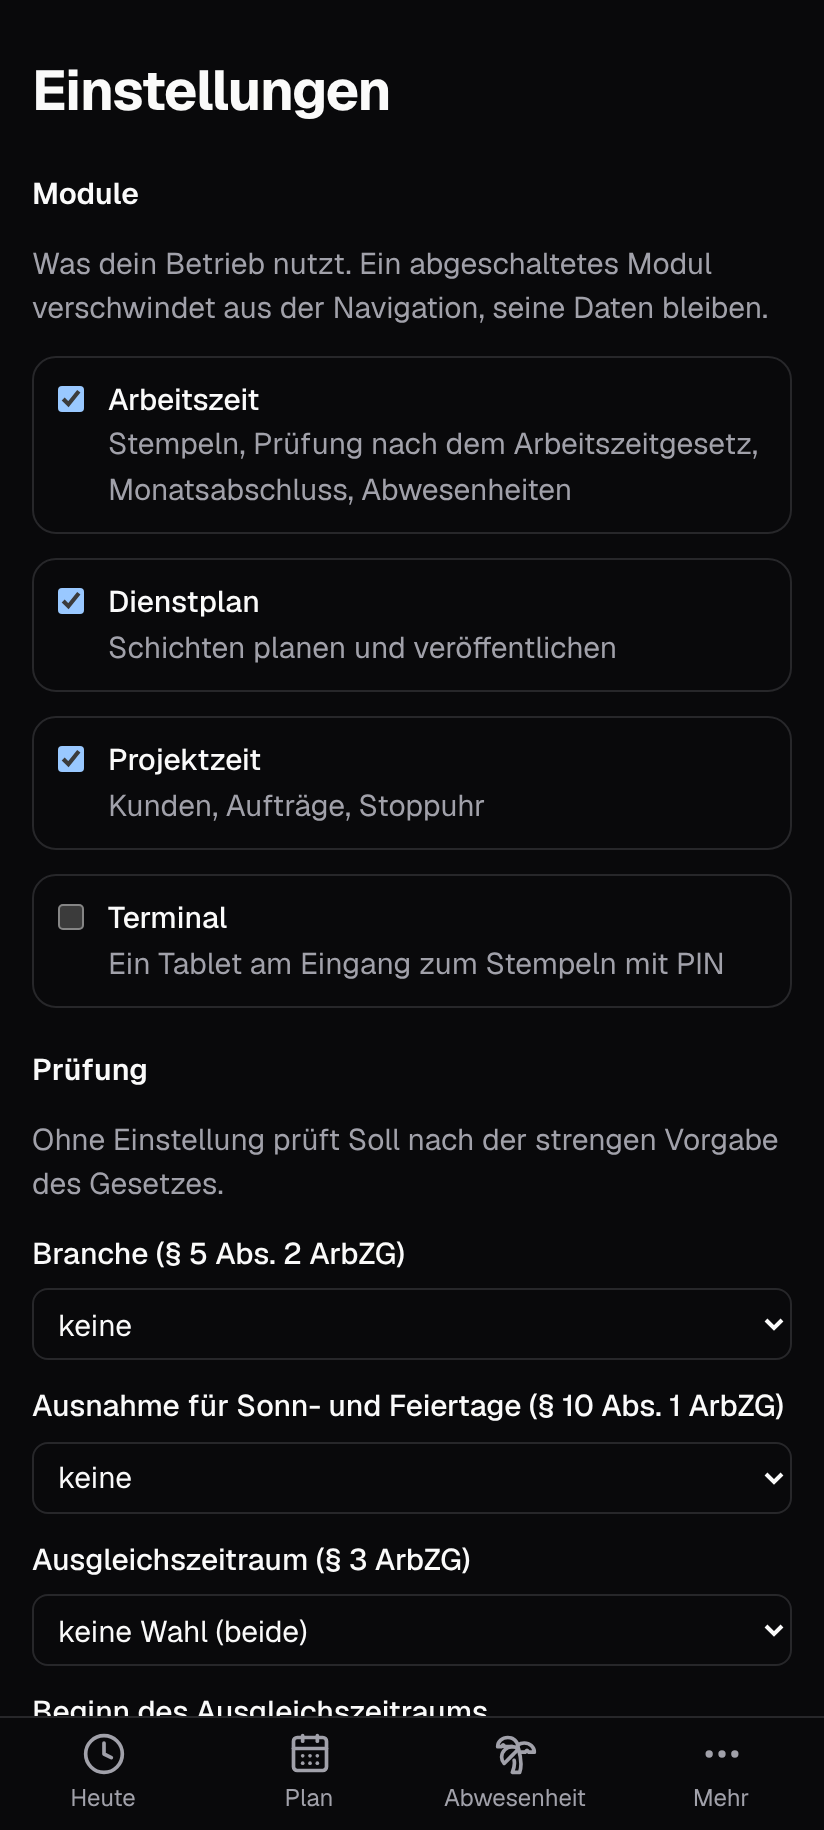 Einstellungen
Module
Was dein Betrieb nutzt. Ein abgeschaltetes Modul
verschwindet aus der Navigation, seine Daten bleiben.
Arbeitszeit
Stempeln, Prüfung nach dem Arbeitszeitgesetz,
Monatsabschluss, Abwesenheiten
Dienstplan
Schichten planen und veröffentlichen
Projektzeit
Kunden, Aufträge, Stoppuhr
Terminal
Ein Tablet am Eingang zum Stempeln mit PIN
Prüfung
Ohne Einstellung prüft Soll nach der strengen Vorgabe
des Gesetzes.
Branche (§ 5 Abs. 2 ArbZG)
keine
Ausnahme für Sonn- und Feiertage (§ 10 Abs. 1 ArbZG)
keine
Ausgleichszeitraum (§ 3 ArbZG)
keine Wahl (beide)
Beginn des Ausgleichszeitraums
Heute
Plan
Abwesenheit
Mehr